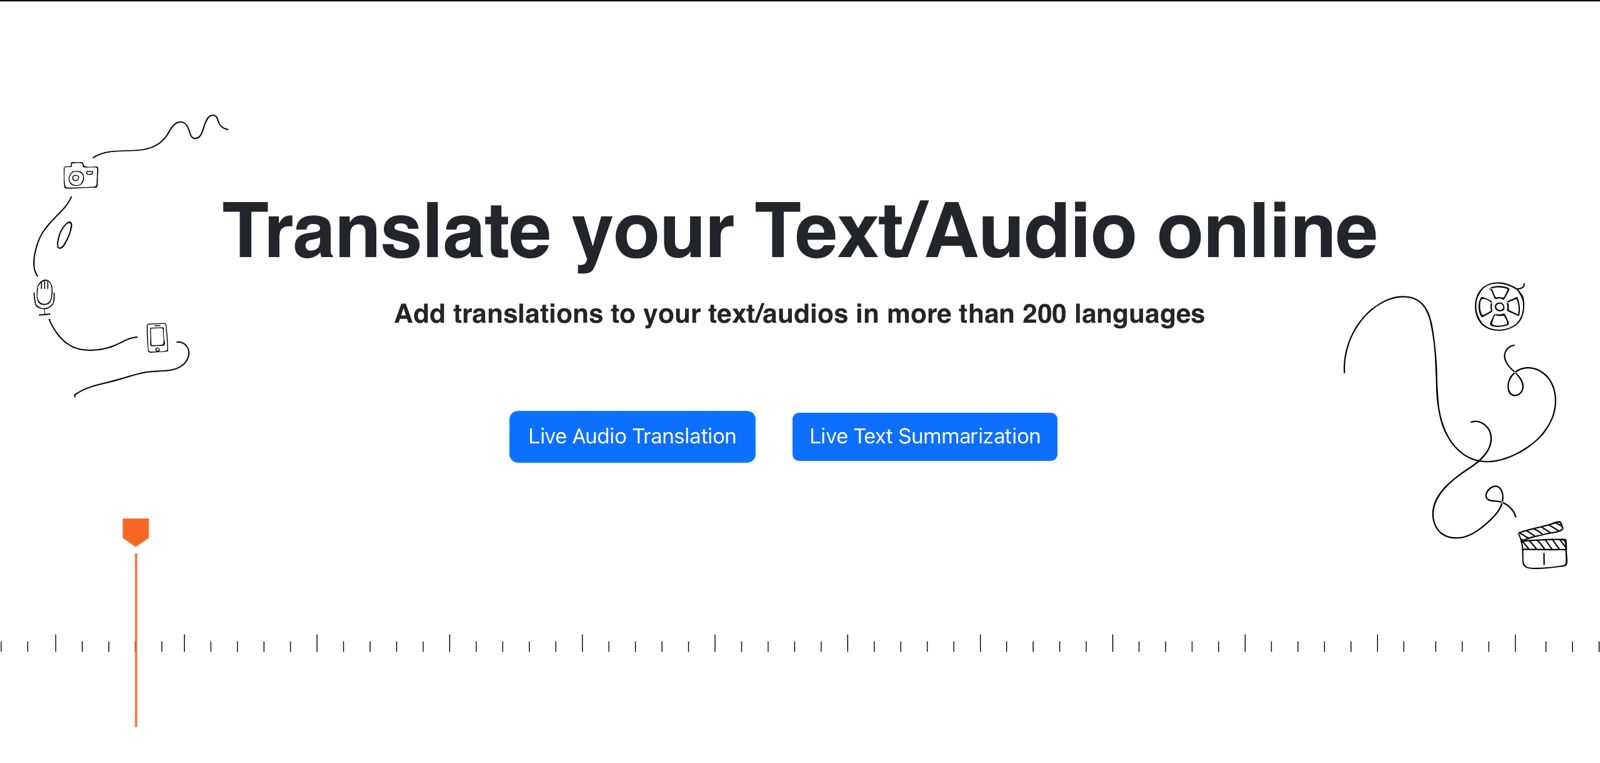 Translate your Text/Audio online
Add translations to your text/audios in more than 200 languages
Live Audio Translation
Live Text Summarization